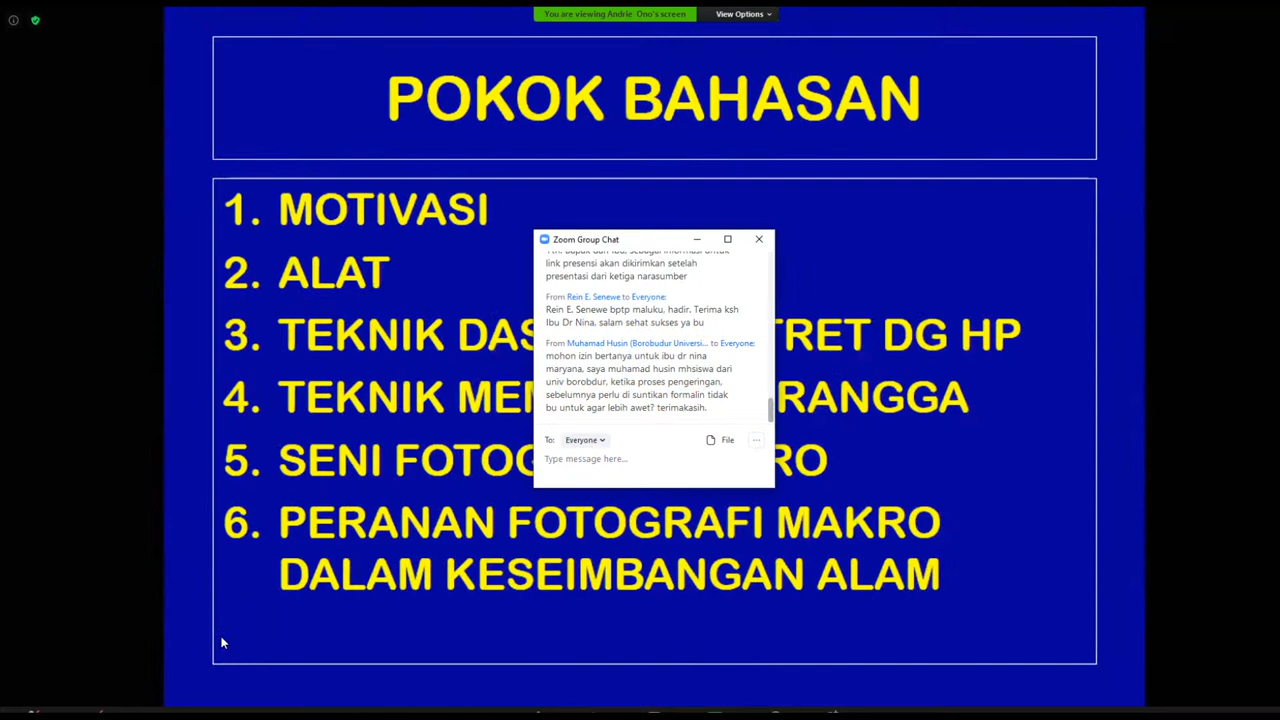 You are viewing Andrie Ono's screen
View Options
POKOK BAHASAN
1. MOTIVASI
2. ALAT
3. TEKNIK DAS TRET DG HP
4. TEKNIK MEM RANGGA
5. SENI FOTOG RO
6. PERANAN FOTOGRAFI MAKRO
DALAM KESEIMBANGAN ALAM
Zoom Group Chat
link presensi akan dikirimkan setelah
presentasi dari ketiga narasumber
From Rein E. Senewe to Everyone:
Rein E. Senewe bptp maluku, hadir. Terima ksh
Ibu Dr Nina, salam sehat sukses ya bu
From Muhamad Husin (Borobudur Universi... to Everyone:
mohon izin bertanya untuk ibu dr nina
maryana, saya muhamad husin mhsiswa dari
univ borobdur, ketika proses pengeringan,
sebelumnya perlu di suntikan formalin tidak
bu untuk agar lebih awet? terimakasih.
To: Everyone
File
Type message here...